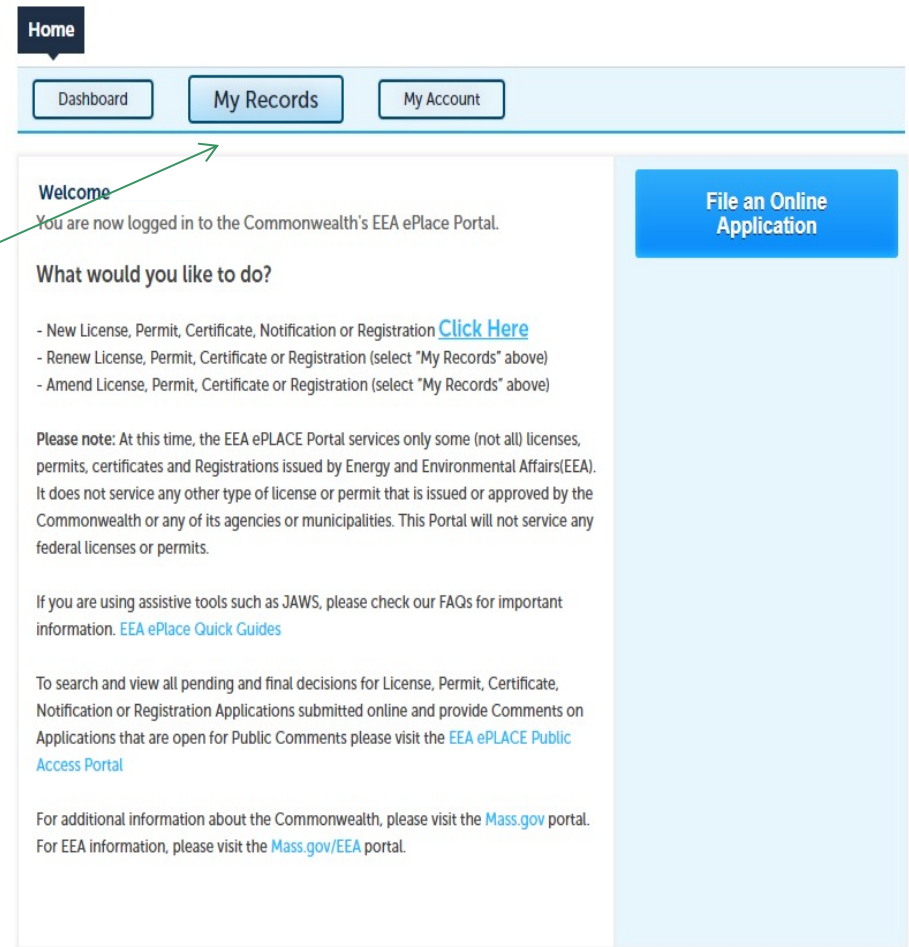 Home
Dashboard My Records My Account
Welcome
You are now logged in to the Commonwealth's EEA ePlace Portal.
File an Online
Application
What would you like to do?
- New License, Permit, Certificate, Notification or Registration Click Here
- Renew License, Permit, Certificate or Registration (select "My Records" above)
- Amend License, Permit, Certificate or Registration (select "My Records" above)
Please note: At this time, the EEA ePLACE Portal services only some (not all) licenses,
permits, certificates and Registrations issued by Energy and Environmental Affairs(EEA).
It does not service any other type of license or permit that is issued or approved by the
Commonwealth or any of its agencies or municipalities. This Portal will not service any
federal licenses or permits.
If you are using assistive tools such as JAWS, please check our FAQs for important
information. EEA ePlace Quick Guides
To search and view all pending and final decisions for License, Permit, Certificate,
Notification or Registration Applications submitted online and provide Comments on
Applications that are open for Public Comments please visit the EEA ePLACE Public
Access Portal
For additional information about the Commonwealth, please visit the Mass.gov portal.
For EEA information, please visit the Mass.gov/EEA portal.